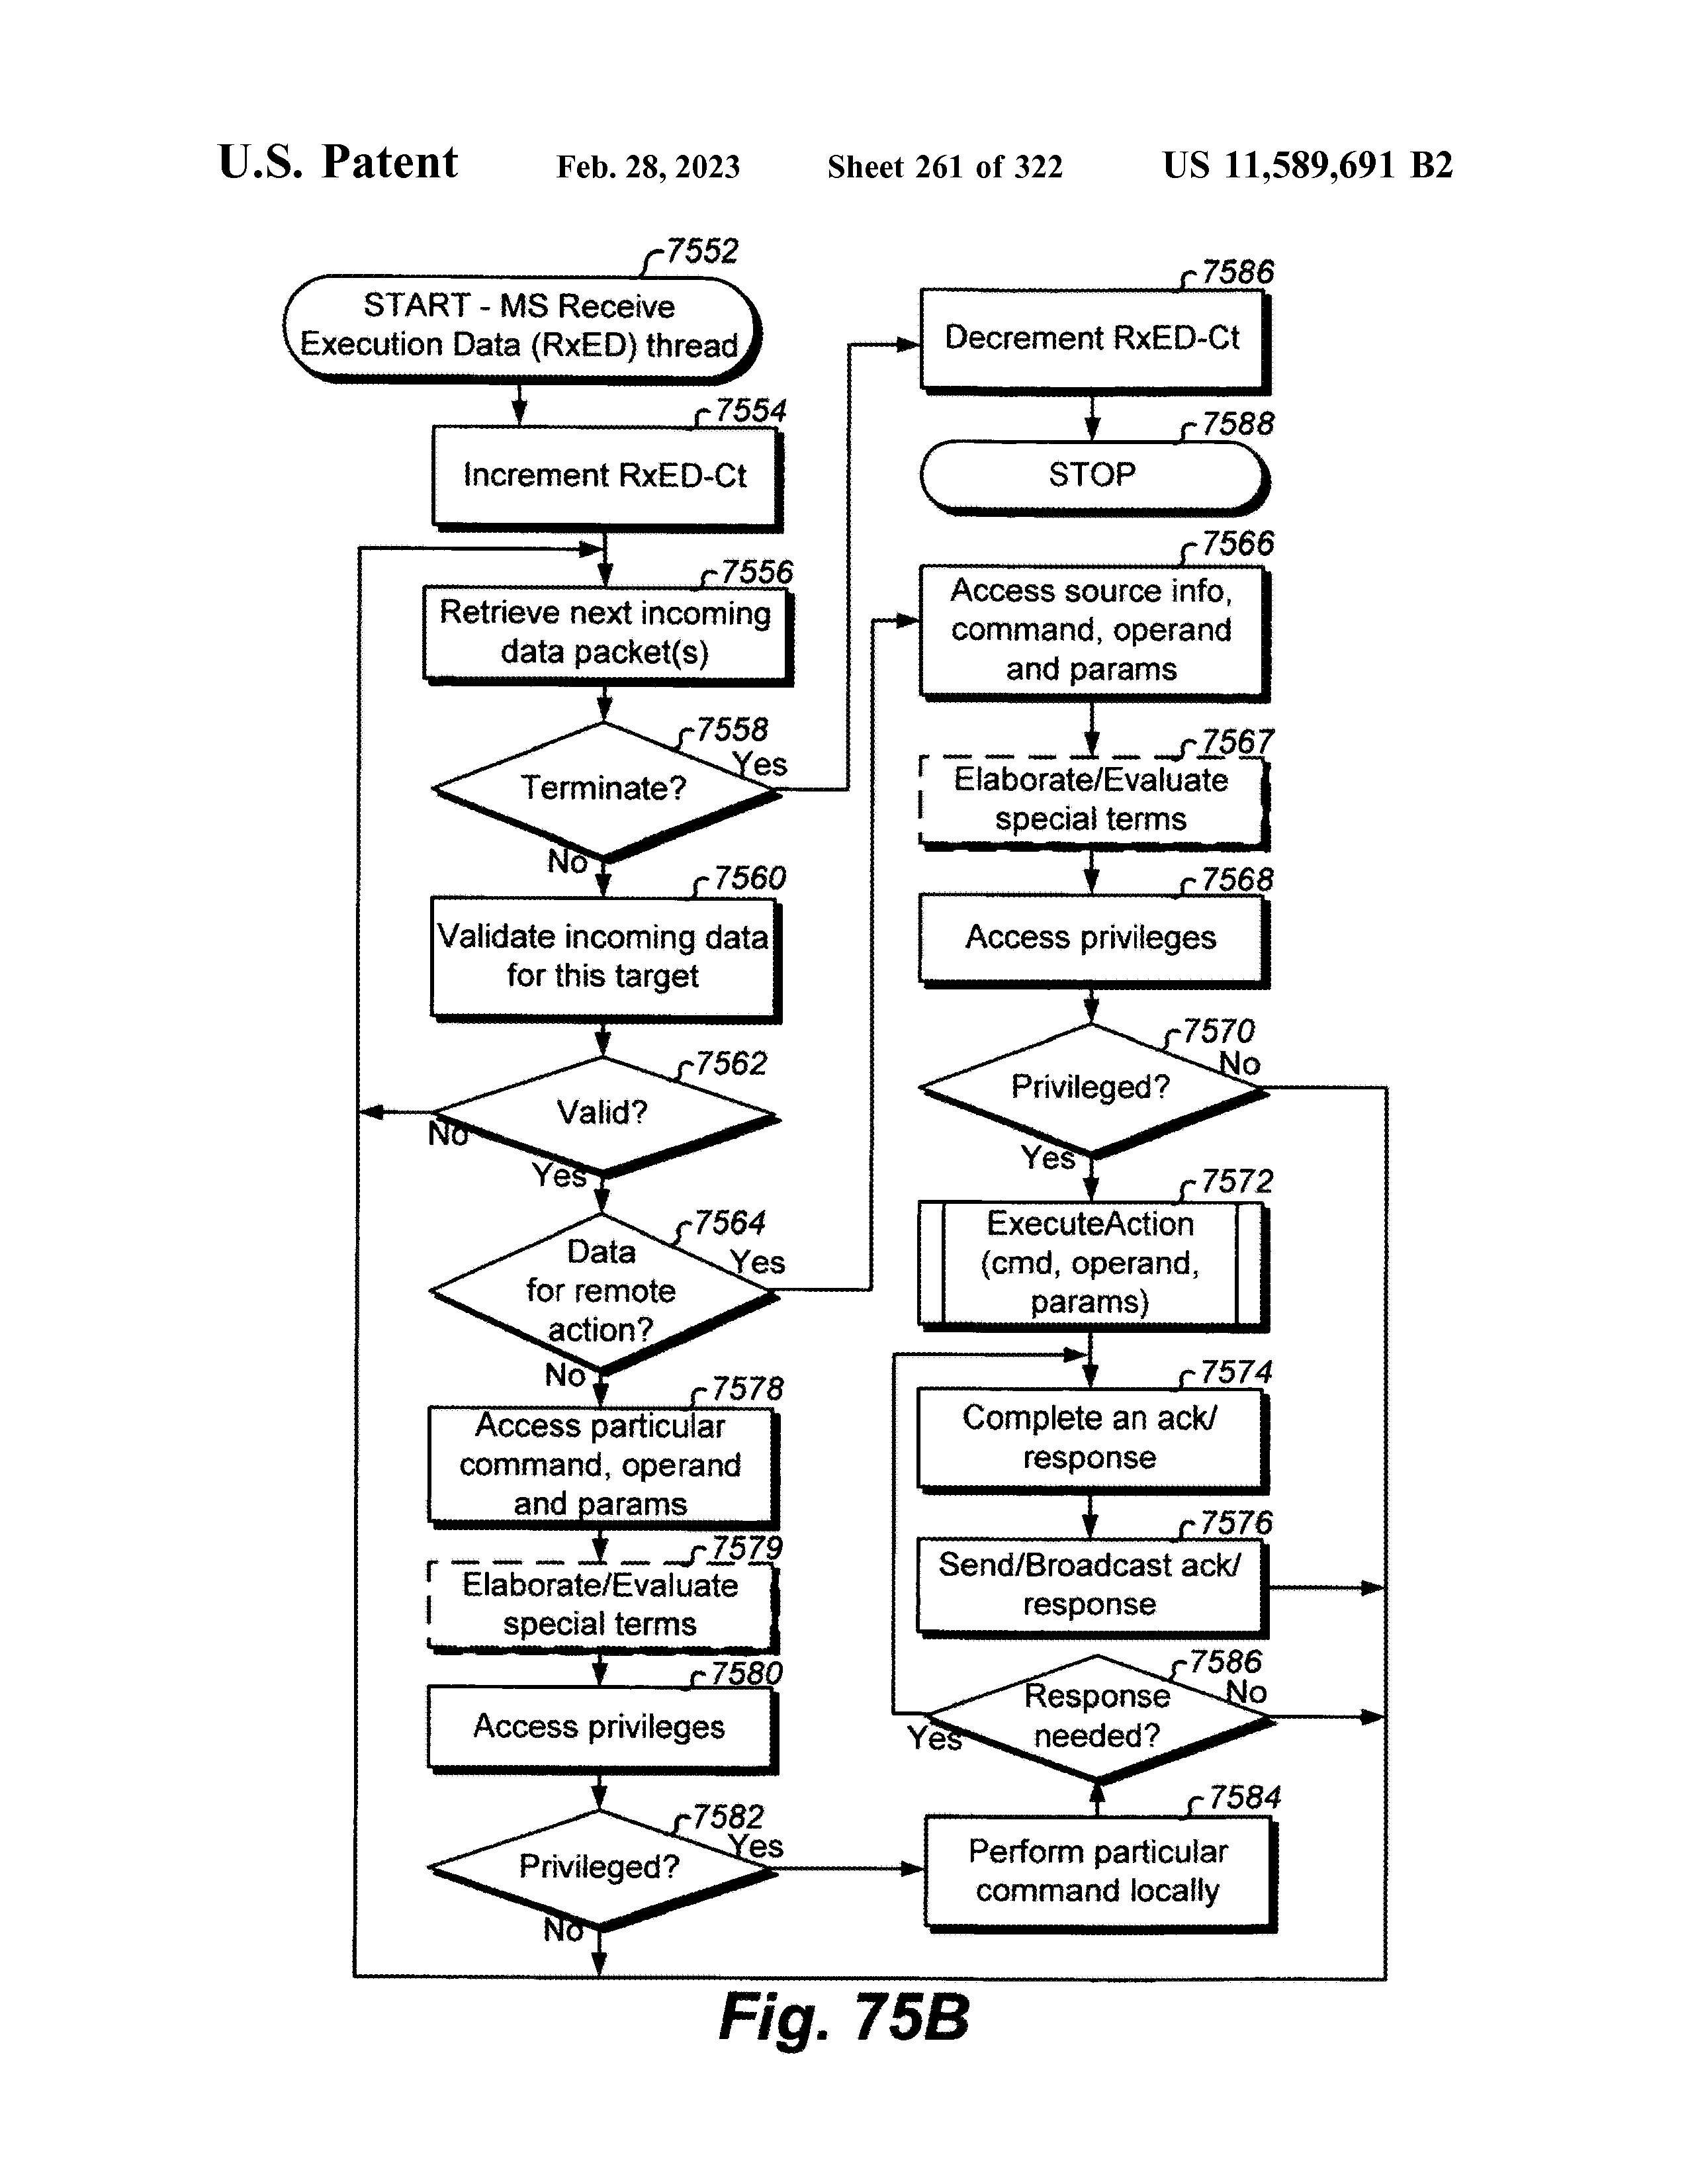 U.S. Patent Feb. 28, 2023 Sheet 261 of 322 US 11,589,691 B2
7552
START - MS Receive
Execution Data (RxED) thread
7554
Increment RxED-Ct
7556
Retrieve next incoming
data packet(s)
7558
Terminate?
Yes
No
7560
Validate incoming data
for this target
7562
Valid?
No
Yes
7564
Data
for remote
action?
Yes
No
7578
Access particular
command, operand
and params
7579
Elaborate/Evaluate
special terms
7580
Access privileges
7582
Privileged?
Yes
No
7586
Decrement RxED-Ct
7588
STOP
7566
Access source info,
command, operand
and params
7567
Elaborate/Evaluate
special terms
7568
Access privileges
7570
No
Privileged?
Yes
7572
ExecuteAction
(cmd, operand,
params)
7574
Complete an ack/
response
7576
Send/Broadcast ack/
response
7586
Response
needed?
No
Yes
7584
Perform particular
command locally
Fig. 75B